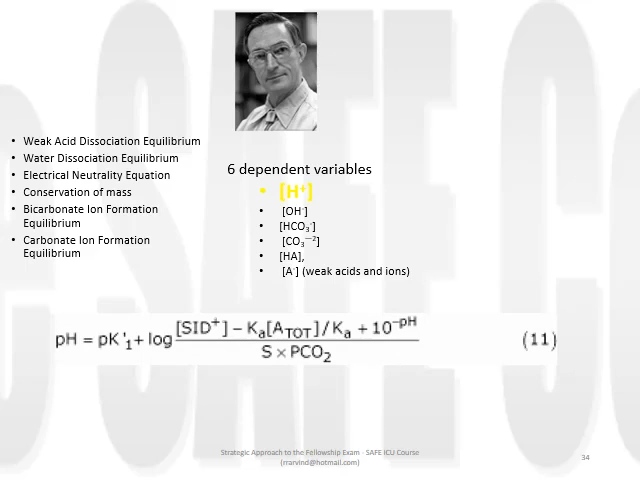 • Weak Acid Dissociation Equilibrium
• Water Dissociation Equilibrium
• Electrical Neutrality Equation
• Conservation of mass
• Bicarbonate Ion Formation
Equilibrium
• Carbonate Ion Formation
Equilibrium
6 dependent variables
• [H⁺]
• [OH⁻]
• [HCO₃⁻]
• [CO₃⁻²]
• [HA],
• [A⁻] (weak acids and ions)
pH = pK'₁ + log [SID⁺] − Kₐ[A_TOT]/Kₐ + 10^−pH / S × PCO₂ (11)
Strategic Approach to the Fellowship Exam - SAFE ICU Course
(rrarvind@hotmail.com)
34